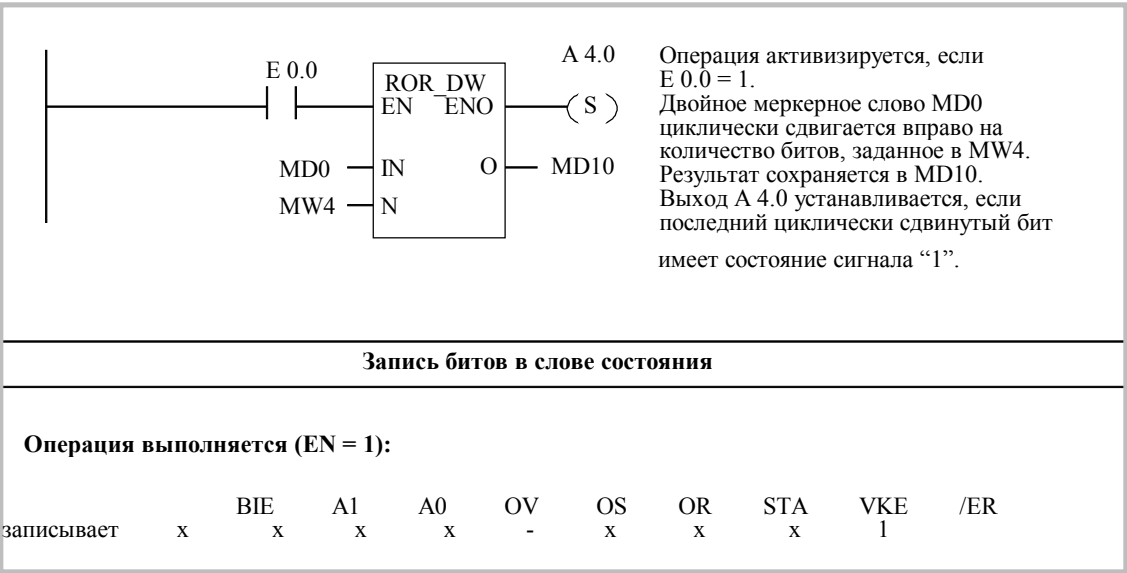 E 0.0
A 4.0
ROR_DW
EN ENO
( S )
MD0 IN O MD10
MW4 N
Операция активизируется, если
E 0.0 = 1.
Двойное меркерное слово MD0
циклически сдвигается вправо на
количество битов, заданное в MW4.
Результат сохраняется в MD10.
Выход A 4.0 устанавливается, если
последний циклически сдвинутый бит
имеет состояние сигнала “1”.
Запись битов в слове состояния
Операция выполняется (EN = 1):
BIE A1 A0 OV OS OR STA VKE /ER
записывает x x x x - x x x 1